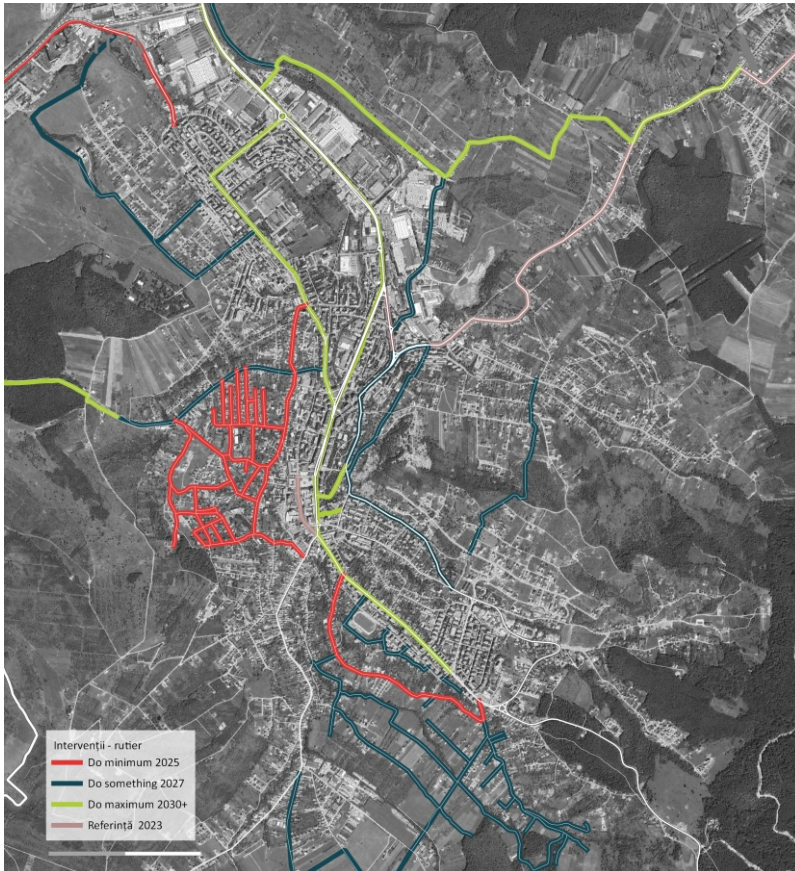 Intervenții - rutier
Do minimum 2025
Do something 2027
Do maximum 2030+
Referință 2023